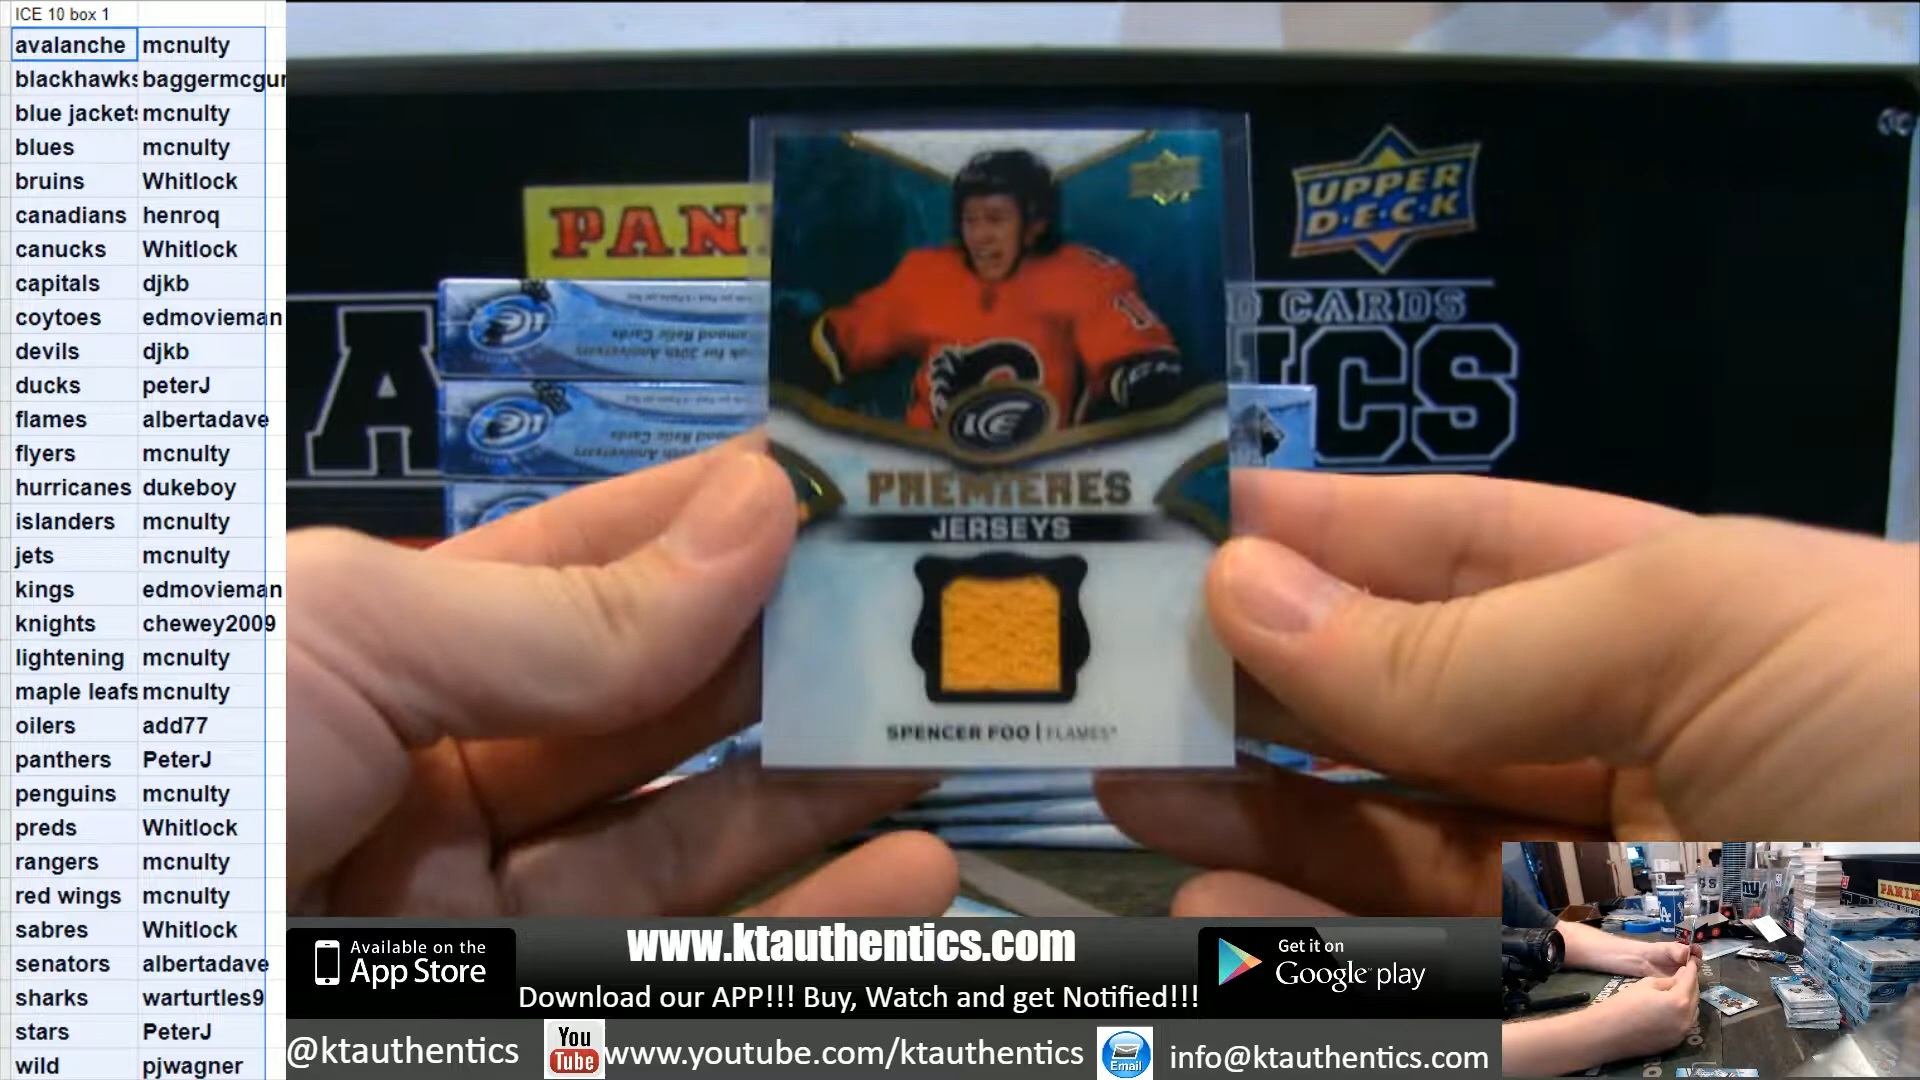 ICE 10 box 1
avalanche mcnulty
blackhawks baggermcgur
blue jackets mcnulty
blues mcnulty
bruins Whitlock
canadians henroq
canucks Whitlock
capitals djkb
coytoes edmovieman
devils djkb
ducks peterJ
flames albertadave
flyers mcnulty
hurricanes dukeboy
islanders mcnulty
jets mcnulty
kings edmovieman
knights chewey2009
lightening mcnulty
maple leafs mcnulty
oilers add77
panthers PeterJ
penguins mcnulty
preds Whitlock
rangers mcnulty
red wings mcnulty
sabres Whitlock
senators albertadave
sharks warturtles9
stars PeterJ
wild pjwagner
PAN
UPPER
D·E·C·K
D CARDS
A
ICS
ICE
PREMIERES
JERSEYS
SPENCER FOO | FLAMES
Available on the
App Store
www.ktauthentics.com
Get it on
Google play
Download our APP!!! Buy, Watch and get Notified!!!
@ktauthentics
You
Tube
www.youtube.com/ktauthentics
Email
info@ktauthentics.com